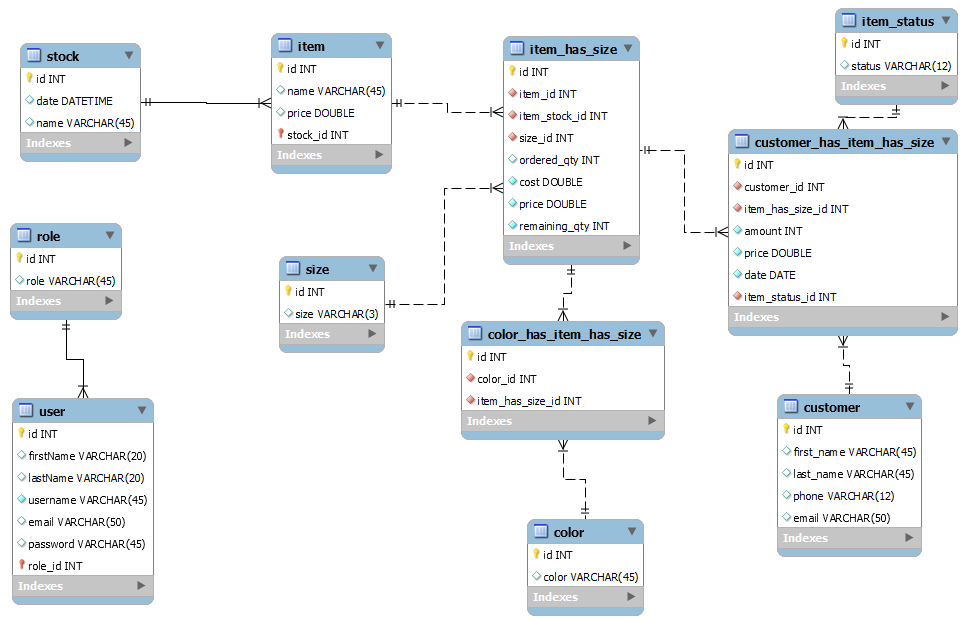 stock
id INT
date DATETIME
name VARCHAR(45)
Indexes
item
id INT
name VARCHAR(45)
price DOUBLE
stock_id INT
Indexes
item_has_size
id INT
item_id INT
item_stock_id INT
size_id INT
ordered_qty INT
cost DOUBLE
price DOUBLE
remaining_qty INT
Indexes
item_status
id INT
status VARCHAR(12)
Indexes
customer_has_item_has_size
id INT
customer_id INT
item_has_size_id INT
amount INT
price DOUBLE
date DATE
item_status_id INT
Indexes
role
id INT
role VARCHAR(45)
Indexes
size
id INT
size VARCHAR(3)
Indexes
color_has_item_has_size
id INT
color_id INT
item_has_size_id INT
Indexes
user
id INT
firstName VARCHAR(20)
lastName VARCHAR(20)
username VARCHAR(45)
email VARCHAR(50)
password VARCHAR(45)
role_id INT
Indexes
customer
id INT
first_name VARCHAR(45)
last_name VARCHAR(45)
phone VARCHAR(12)
email VARCHAR(50)
Indexes
color
id INT
color VARCHAR(45)
Indexes